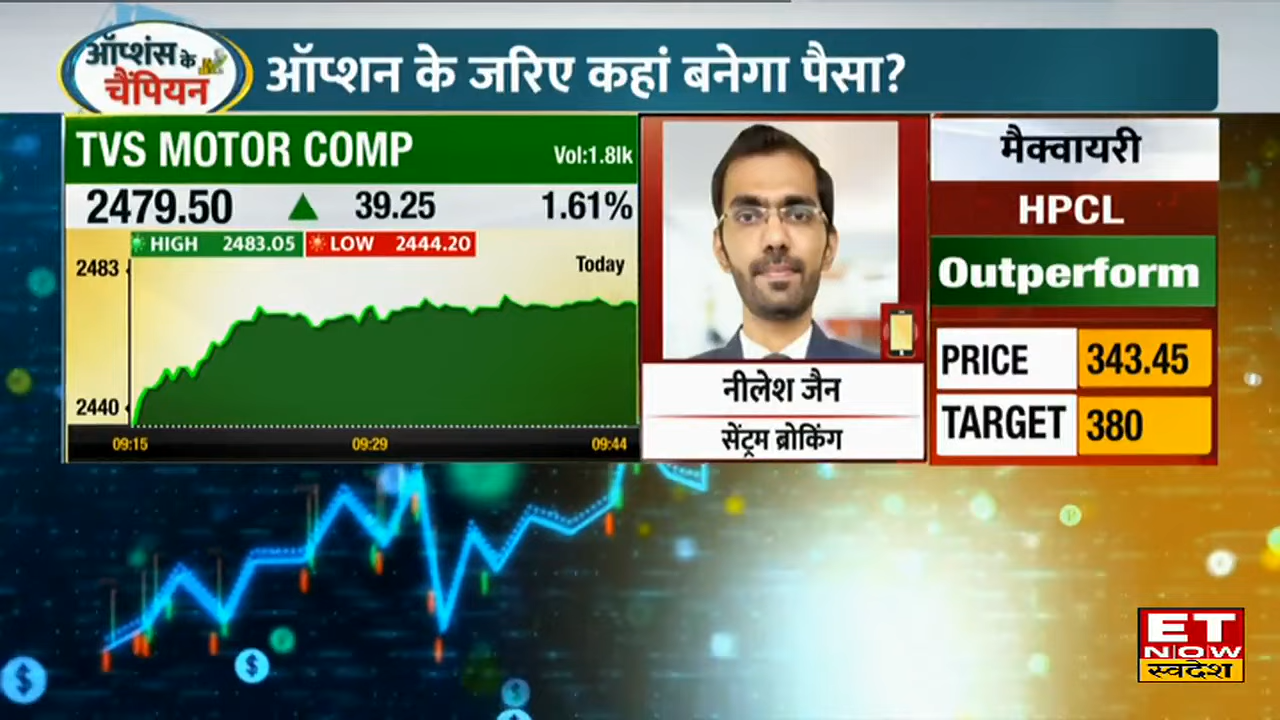 ऑप्शंस के
चैंपियन
ऑप्शन के जरिए कहां बनेगा पैसा?
TVS MOTOR COMP
Vol:1.8lk
2479.50 ▲ 39.25 1.61%
HIGH 2483.05 LOW 2444.20
Today
2483
2440
09:15 09:29 09:44
नीलेश जैन
सेंट्रम ब्रोकिंग
मैक्वायरी
HPCL
Outperform
PRICE 343.45
TARGET 380
$
$
$
ET
NOW
स्वदेश